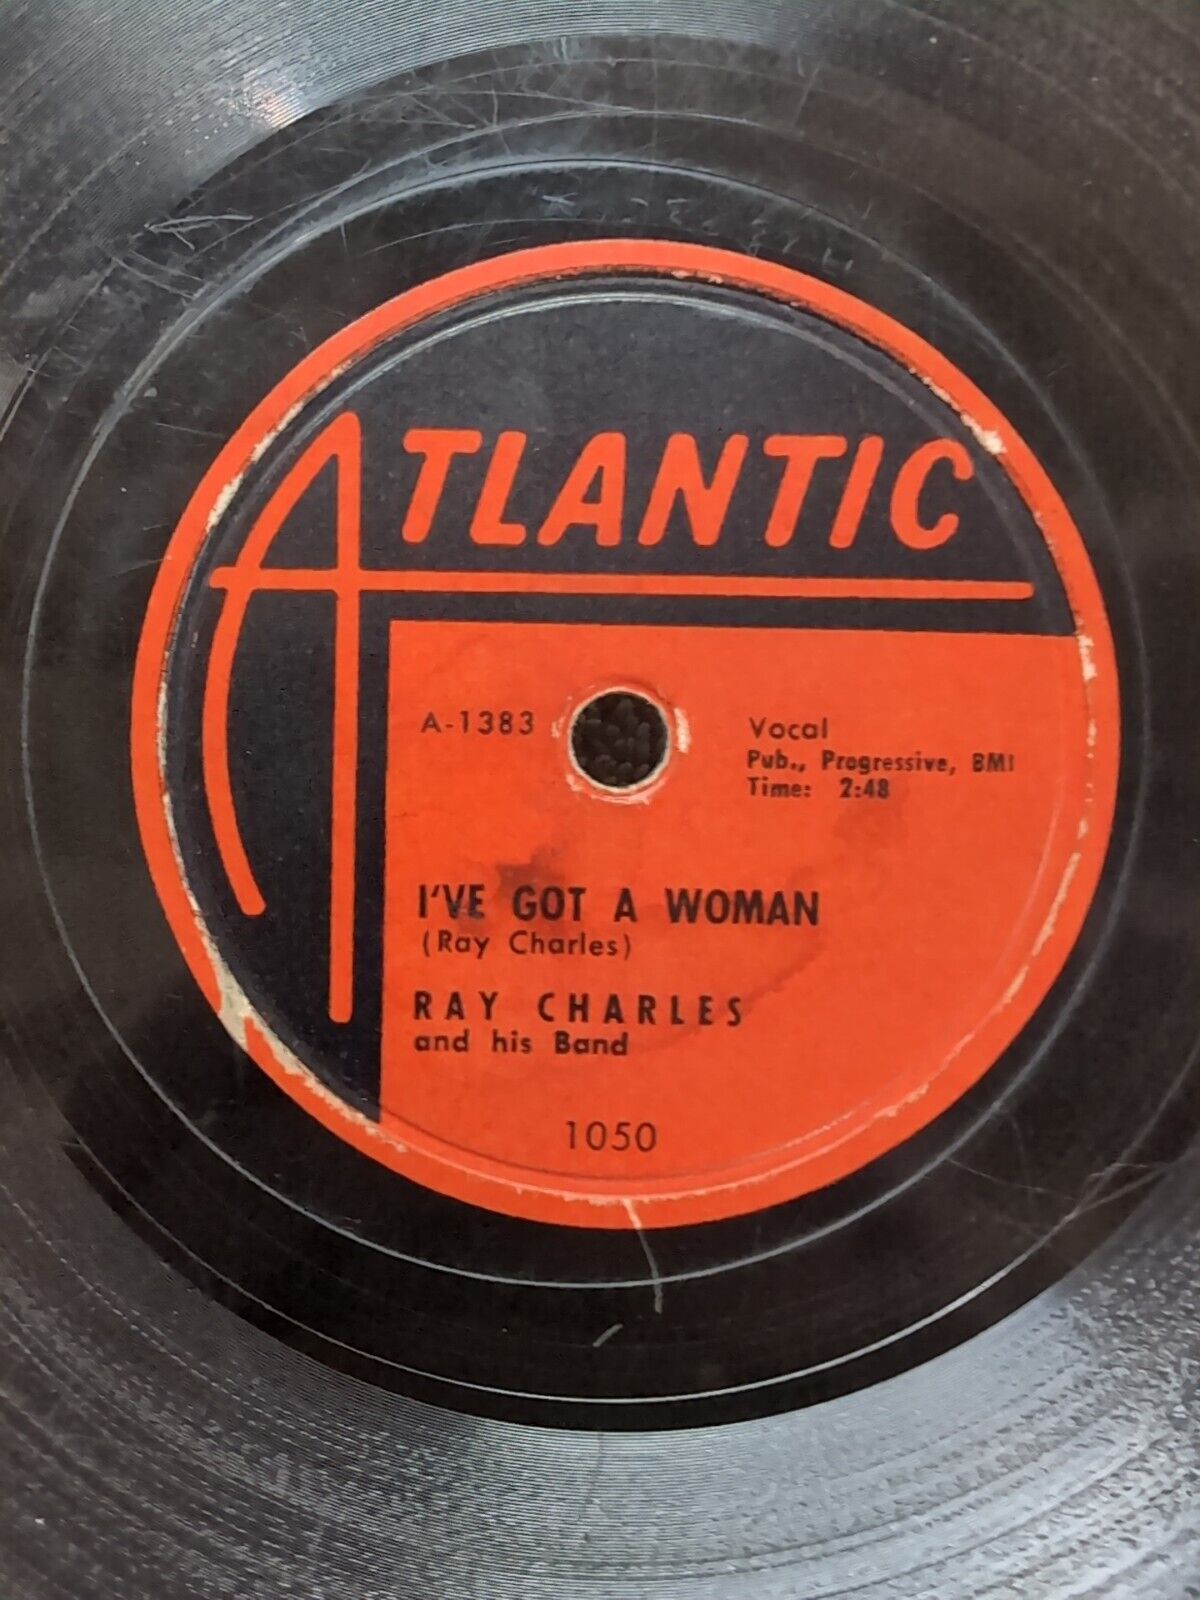 ATLANTIC
A-1383
Vocal
Pub., Progressive, BMI
Time: 2:48
I'VE GOT A WOMAN
(Ray Charles)
RAY CHARLES
and his Band
1050